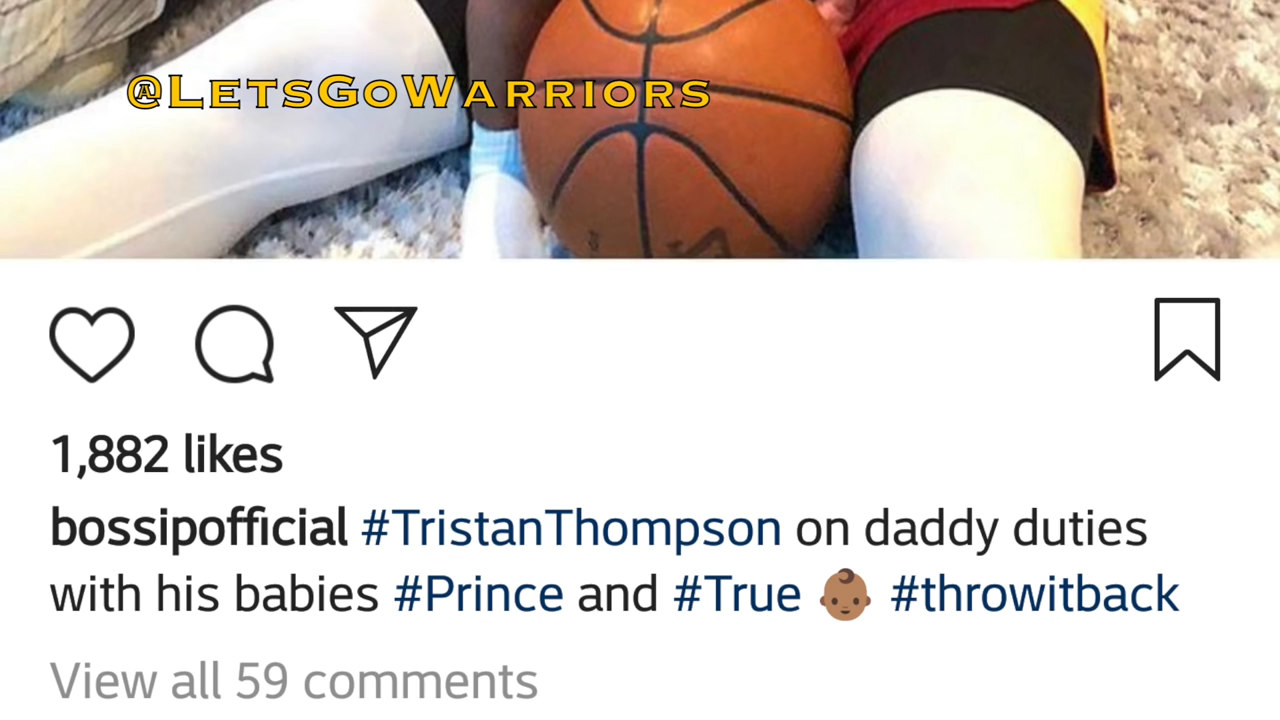 @LetsGoWarriors
1,882 likes
bossipofficial #TristanThompson on daddy duties
with his babies #Prince and #True 👶🏽 #throwitback
View all 59 comments